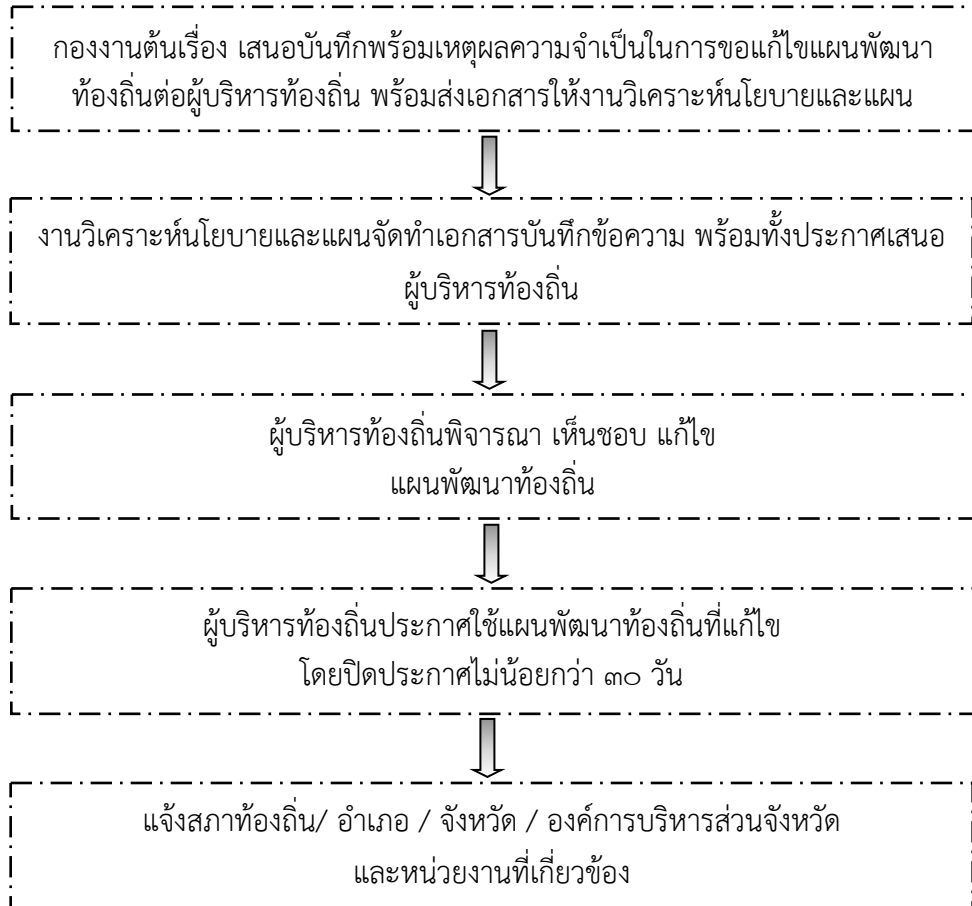 กองงานต้นเรื่อง เสนอบันทึกพร้อมเหตุผลความจำเป็นในการขอแก้ไขแผนพัฒนา
ท้องถิ่นต่อผู้บริหารท้องถิ่น พร้อมส่งเอกสารให้งานวิเคราะห์นโยบายและแผน
งานวิเคราะห์นโยบายและแผนจัดทำเอกสารบันทึกข้อความ พร้อมทั้งประกาศเสนอ
ผู้บริหารท้องถิ่น
ผู้บริหารท้องถิ่นพิจารณา เห็นชอบ แก้ไข
แผนพัฒนาท้องถิ่น
ผู้บริหารท้องถิ่นประกาศใช้แผนพัฒนาท้องถิ่นที่แก้ไข
โดยปิดประกาศไม่น้อยกว่า ๓๐ วัน
แจ้งสภาท้องถิ่น/ อำเภอ / จังหวัด / องค์การบริหารส่วนจังหวัด
และหน่วยงานที่เกี่ยวข้อง